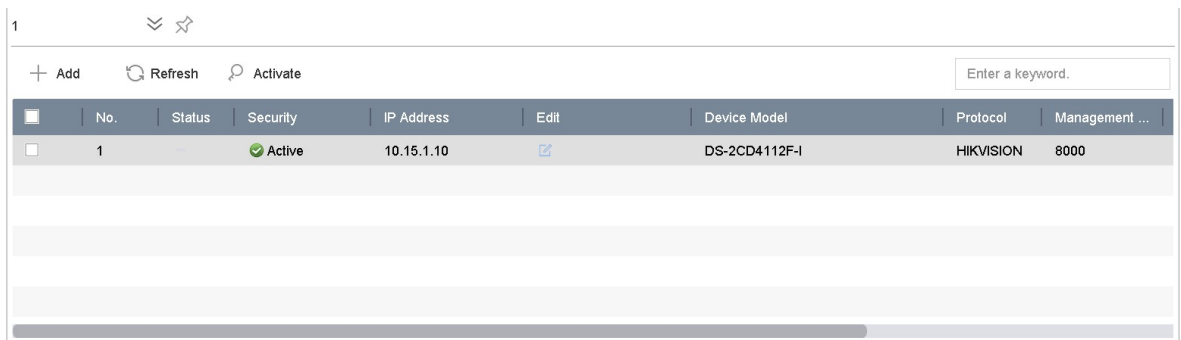 1
Add Refresh Activate Enter a keyword.
No. Status Security IP Address Edit Device Model Protocol Management ...
1 — Active 10.15.1.10 DS-2CD4112F-I HIKVISION 8000